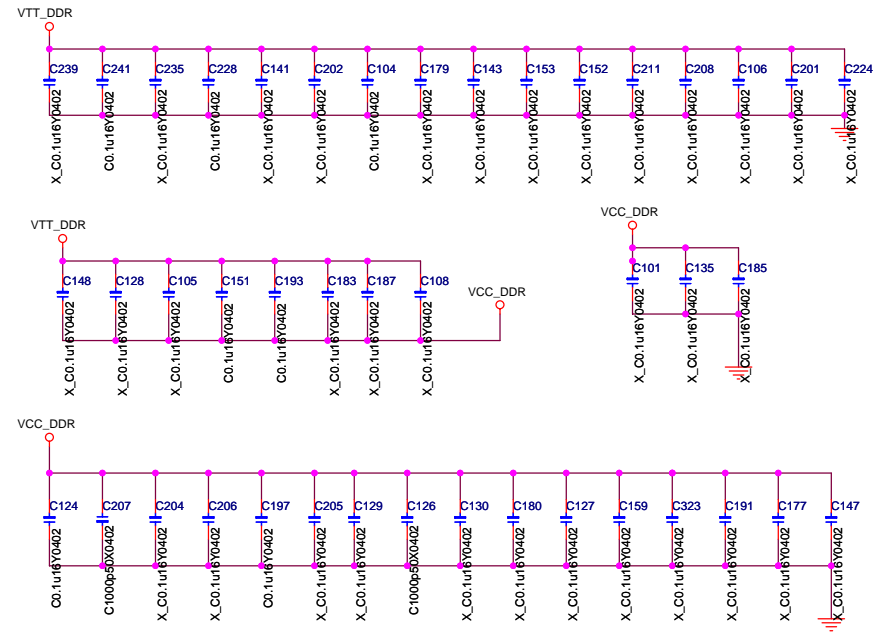 VTT_DDR
C239 C241 C235 C228 C141 C202 C104 C179 C143 C153 C152 C211 C208 C106 C201 C224
X_C0.1u16Y0402 C0.1u16Y0402 X_C0.1u16Y0402 C0.1u16Y0402 X_C0.1u16Y0402 X_C0.1u16Y0402 C0.1u16Y0402 X_C0.1u16Y0402 X_C0.1u16Y0402 X_C0.1u16Y0402 X_C0.1u16Y0402 X_C0.1u16Y0402 X_C0.1u16Y0402 X_C0.1u16Y0402 X_C0.1u16Y0402 X_C0.1u16Y0402
VTT_DDR
C148 C128 C105 C151 C193 C183 C187 C108
VCC_DDR
X_C0.1u16Y0402 X_C0.1u16Y0402 X_C0.1u16Y0402 C0.1u16Y0402 C0.1u16Y0402 X_C0.1u16Y0402 X_C0.1u16Y0402 X_C0.1u16Y0402
VCC_DDR
C101 C135 C185
X_C0.1u16Y0402 X_C0.1u16Y0402 X_C0.1u16Y0402
VCC_DDR
C124 C207 C204 C206 C197 C205 C129 C126 C130 C180 C127 C159 C323 C191 C177 C147
C0.1u16Y0402 C1000p50X0402 X_C0.1u16Y0402 X_C0.1u16Y0402 C0.1u16Y0402 X_C0.1u16Y0402 X_C0.1u16Y0402 C1000p50X0402 X_C0.1u16Y0402 X_C0.1u16Y0402 X_C0.1u16Y0402 X_C0.1u16Y0402 X_C0.1u16Y0402 X_C0.1u16Y0402 X_C0.1u16Y0402 X_C0.1u16Y0402